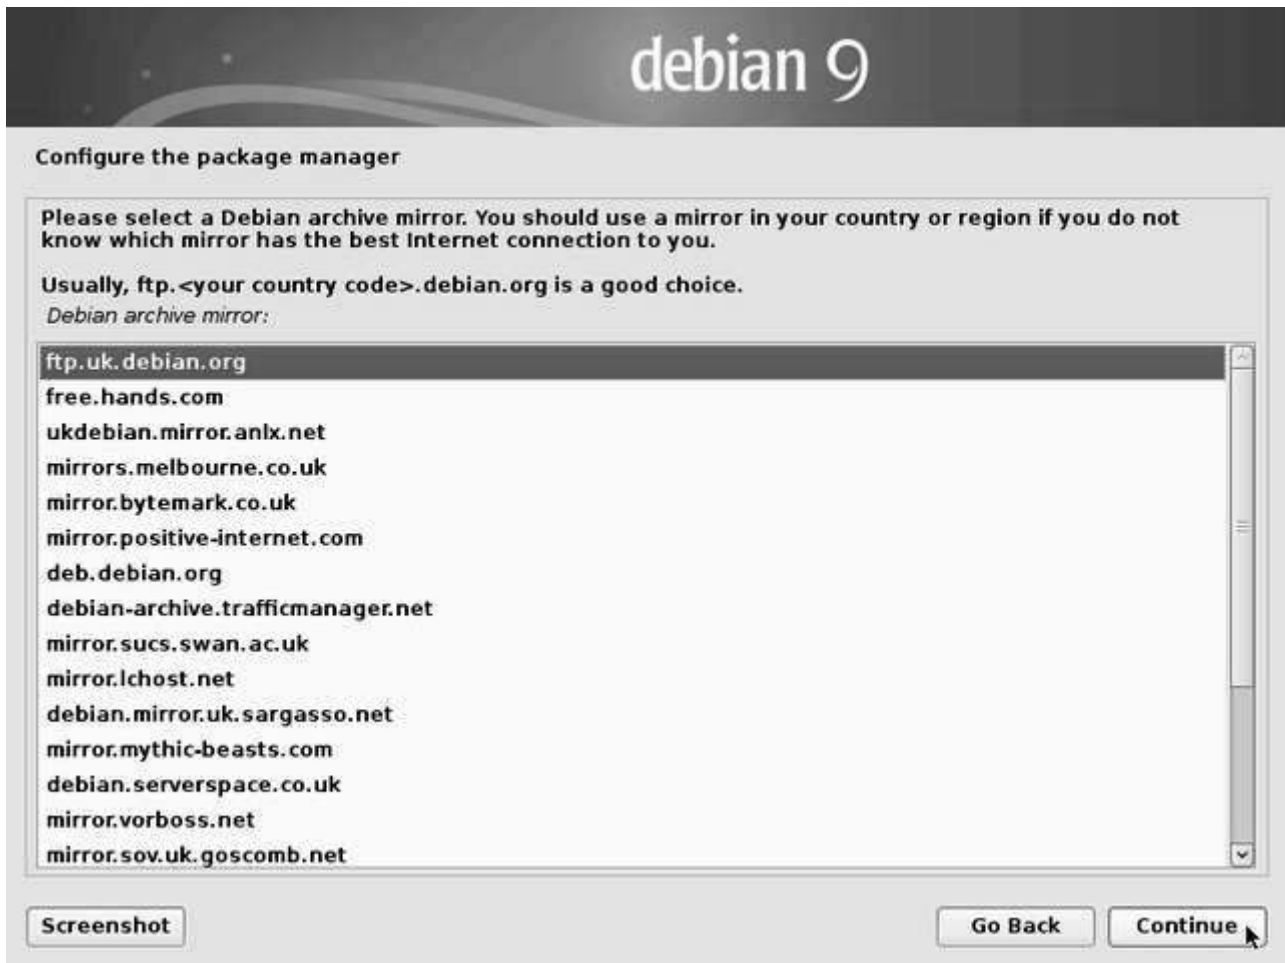 debian 9
Configure the package manager
Please select a Debian archive mirror. You should use a mirror in your country or region if you do not
know which mirror has the best Internet connection to you.
Usually, ftp.<your country code>.debian.org is a good choice.
Debian archive mirror:
ftp.uk.debian.org
free.hands.com
ukdebian.mirror.anlx.net
mirrors.melbourne.co.uk
mirror.bytemark.co.uk
mirror.positive-internet.com
deb.debian.org
debian-archive.trafficmanager.net
mirror.sucs.swan.ac.uk
mirror.lchost.net
debian.mirror.uk.sargasso.net
mirror.mythic-beasts.com
debian.serverspace.co.uk
mirror.vorboss.net
mirror.sov.uk.goscomb.net
Screenshot
Go Back
Continue